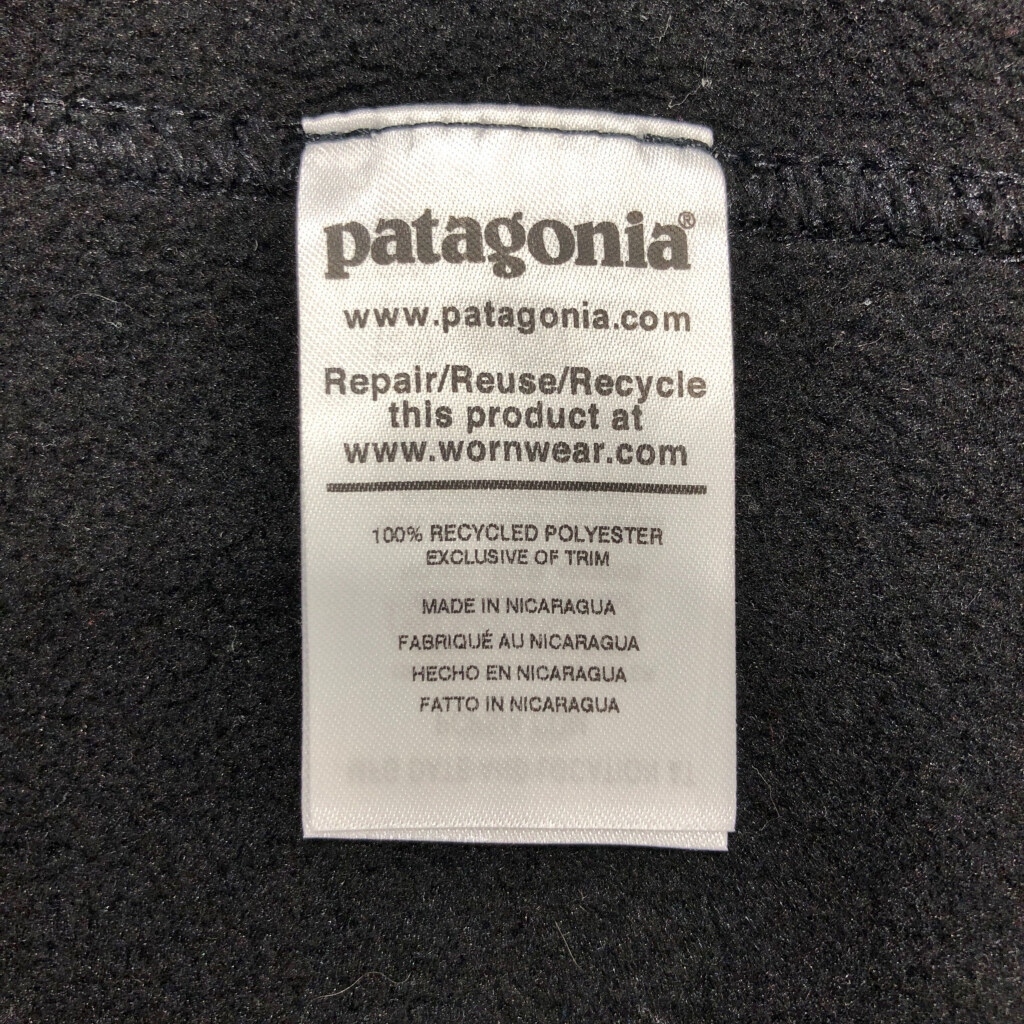 patagonia®
www.patagonia.com
Repair/Reuse/Recycle
this product at
www.wornwear.com
100% RECYCLED POLYESTER
EXCLUSIVE OF TRIM
MADE IN NICARAGUA
FABRIQUÉ AU NICARAGUA
HECHO EN NICARAGUA
FATTO IN NICARAGUA